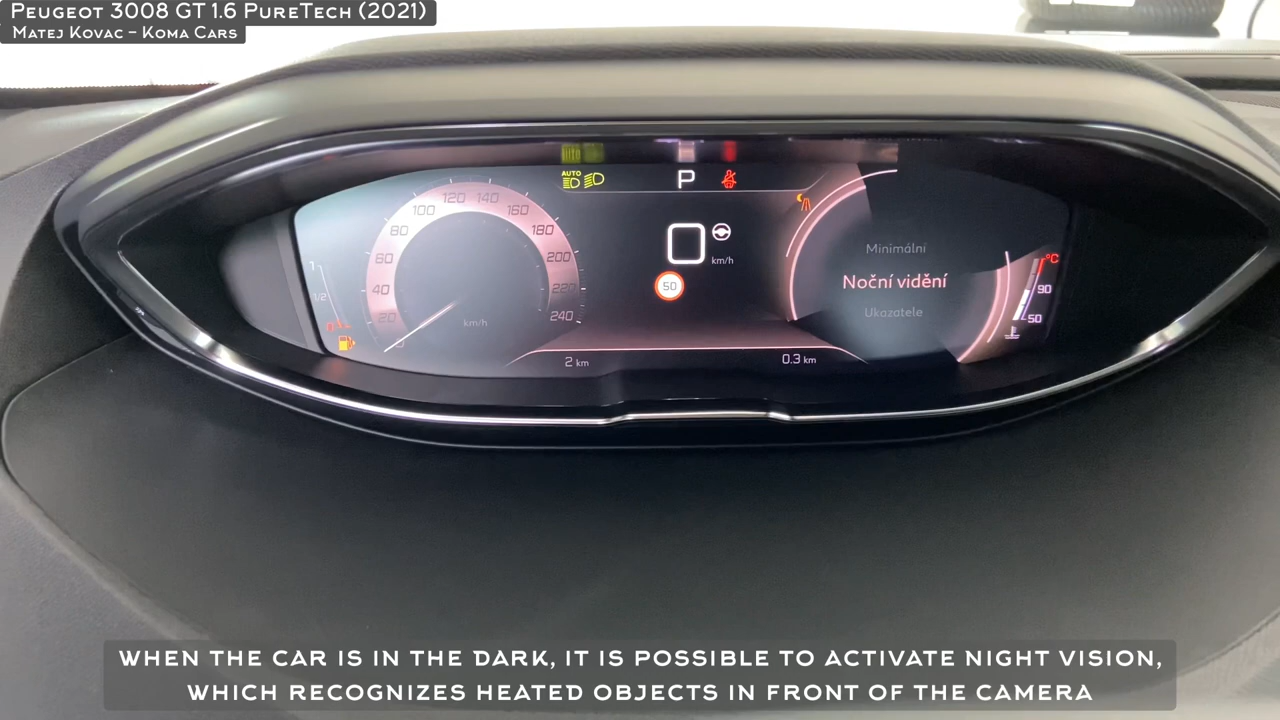 Peugeot 3008 GT 1.6 PureTech (2021)
Matej Kovac – Koma Cars
AUTO
P
20
40
60
80
100
120
140
160
180
200
220
240
km/h
1
1/2
0
km/h
50
Minimální
Noční vidění
Ukazatele
°C
90
50
2 km
0.3 km
WHEN THE CAR IS IN THE DARK, IT IS POSSIBLE TO ACTIVATE NIGHT VISION,
WHICH RECOGNIZES HEATED OBJECTS IN FRONT OF THE CAMERA